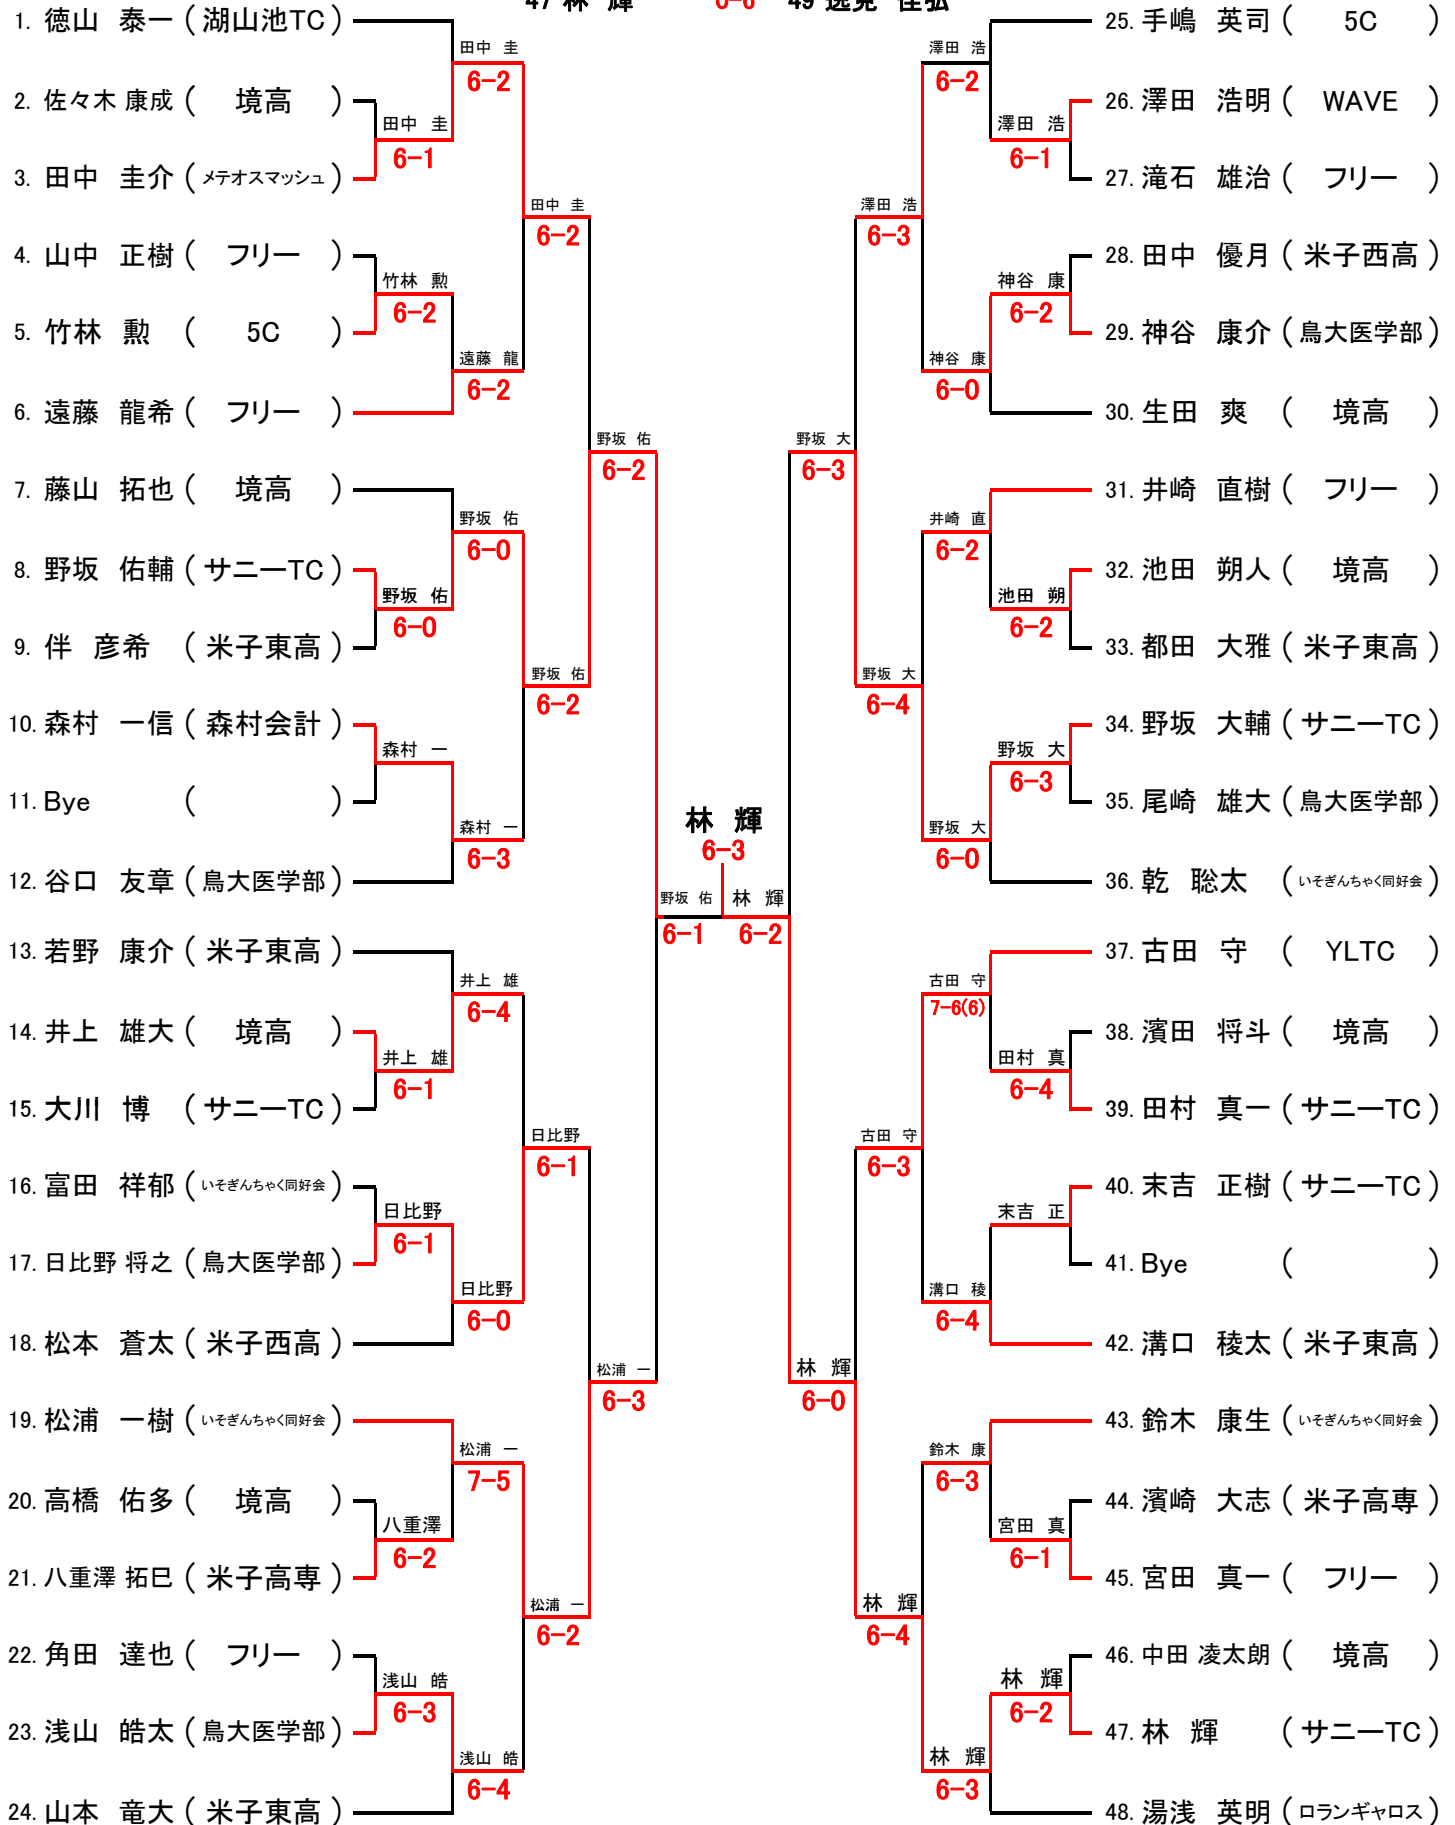 1. 徳山 泰一 ( 湖山池TC )
2. 佐々木 康成 ( 境高 )
3. 田中 圭介 ( メテオスマッシュ )
4. 山中 正樹 ( フリー )
5. 竹林 勲 ( 5C )
6. 遠藤 龍希 ( フリー )
7. 藤山 拓也 ( 境高 )
8. 野坂 佑輔 ( サニーTC )
9. 伴 彦希 ( 米子東高 )
10. 森村 一信 ( 森村会計 )
11. Bye ( )
12. 谷口 友章 ( 鳥大医学部 )
13. 若野 康介 ( 米子東高 )
14. 井上 雄大 ( 境高 )
15. 大川 博 ( サニーTC )
16. 富田 祥郁 ( いそぎんちゃく同好会 )
17. 日比野 将之 ( 鳥大医学部 )
18. 松本 蒼太 ( 米子西高 )
19. 松浦 一樹 ( いそぎんちゃく同好会 )
20. 高橋 佑多 ( 境高 )
21. 八重澤 拓巳 ( 米子高専 )
22. 角田 達也 ( フリー )
23. 浅山 皓太 ( 鳥大医学部 )
24. 山本 竜大 ( 米子東高 )
田中 圭
6-1
竹林 勲
6-2
野坂 佑
6-0
森村 一
井上 雄
6-1
日比野
6-1
八重澤
6-2
浅山 皓
6-3
田中 圭
6-2
遠藤 龍
6-2
野坂 佑
6-0
森村 一
6-3
井上 雄
6-4
日比野
6-0
松浦 一
7-5
浅山 皓
6-4
田中 圭
6-2
野坂 佑
6-2
日比野
6-1
松浦 一
6-2
野坂 佑
6-2
松浦 一
6-3
野坂 佑
6-1
林 輝
6-3
林 輝
6-2
野坂 大
6-3
林 輝
6-0
澤田 浩
6-3
野坂 大
6-4
古田 守
6-3
林 輝
6-4
澤田 浩
6-2
神谷 康
6-0
井崎 直
6-2
野坂 大
6-0
古田 守
7-6(6)
溝口 稜
6-4
鈴木 康
6-3
林 輝
6-3
澤田 浩
6-1
神谷 康
6-2
池田 朔
6-2
野坂 大
6-3
田村 真
6-4
末吉 正
宮田 真
6-1
林 輝
6-2
25. 手嶋 英司 ( 5C )
26. 澤田 浩明 ( WAVE )
27. 滝石 雄治 ( フリー )
28. 田中 優月 ( 米子西高 )
29. 神谷 康介 ( 鳥大医学部 )
30. 生田 爽 ( 境高 )
31. 井崎 直樹 ( フリー )
32. 池田 朔人 ( 境高 )
33. 都田 大雅 ( 米子東高 )
34. 野坂 大輔 ( サニーTC )
35. 尾崎 雄大 ( 鳥大医学部 )
36. 乾 聡太 ( いそぎんちゃく同好会 )
37. 古田 守 ( YLTC )
38. 濱田 将斗 ( 境高 )
39. 田村 真一 ( サニーTC )
40. 末吉 正樹 ( サニーTC )
41. Bye ( )
42. 溝口 稜太 ( 米子東高 )
43. 鈴木 康生 ( いそぎんちゃく同好会 )
44. 濱崎 大志 ( 米子高専 )
45. 宮田 真一 ( フリー )
46. 中田 凌太朗 ( 境高 )
47. 林 輝 ( サニーTC )
48. 湯浅 英明 ( ロランギャロス )